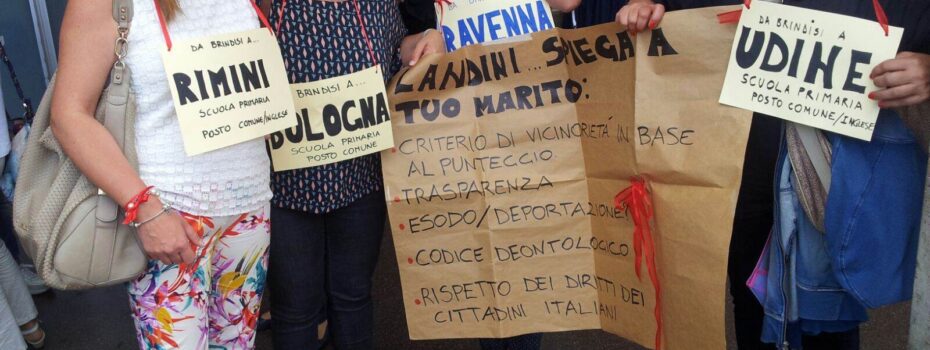 DA BRINDISI A...
RIMINI
SCUOLA PRIMARIA
POSTO COMUNE/INGLESE
BRINDISI A...
BOLOGNA
SCUOLA PRIMARIA
POSTO COMUNE
RAVENNA
LANDINI... SPIEGA A
TUO MARITO:
• CRITERIO DI VICINORIETÁ IN BASE
AL PUNTEGGIO
• TRASPARENZA
• ESODO/DEPORTAZIONE?
• CODICE DEONTOLOGICO
• RISPETTO DEI DIRITTI DEI
CITTADINI ITALIANI
DA BRINDISI A
UDINE
SCUOLA PRIMARIA
POSTO COMUNE/INGLESE